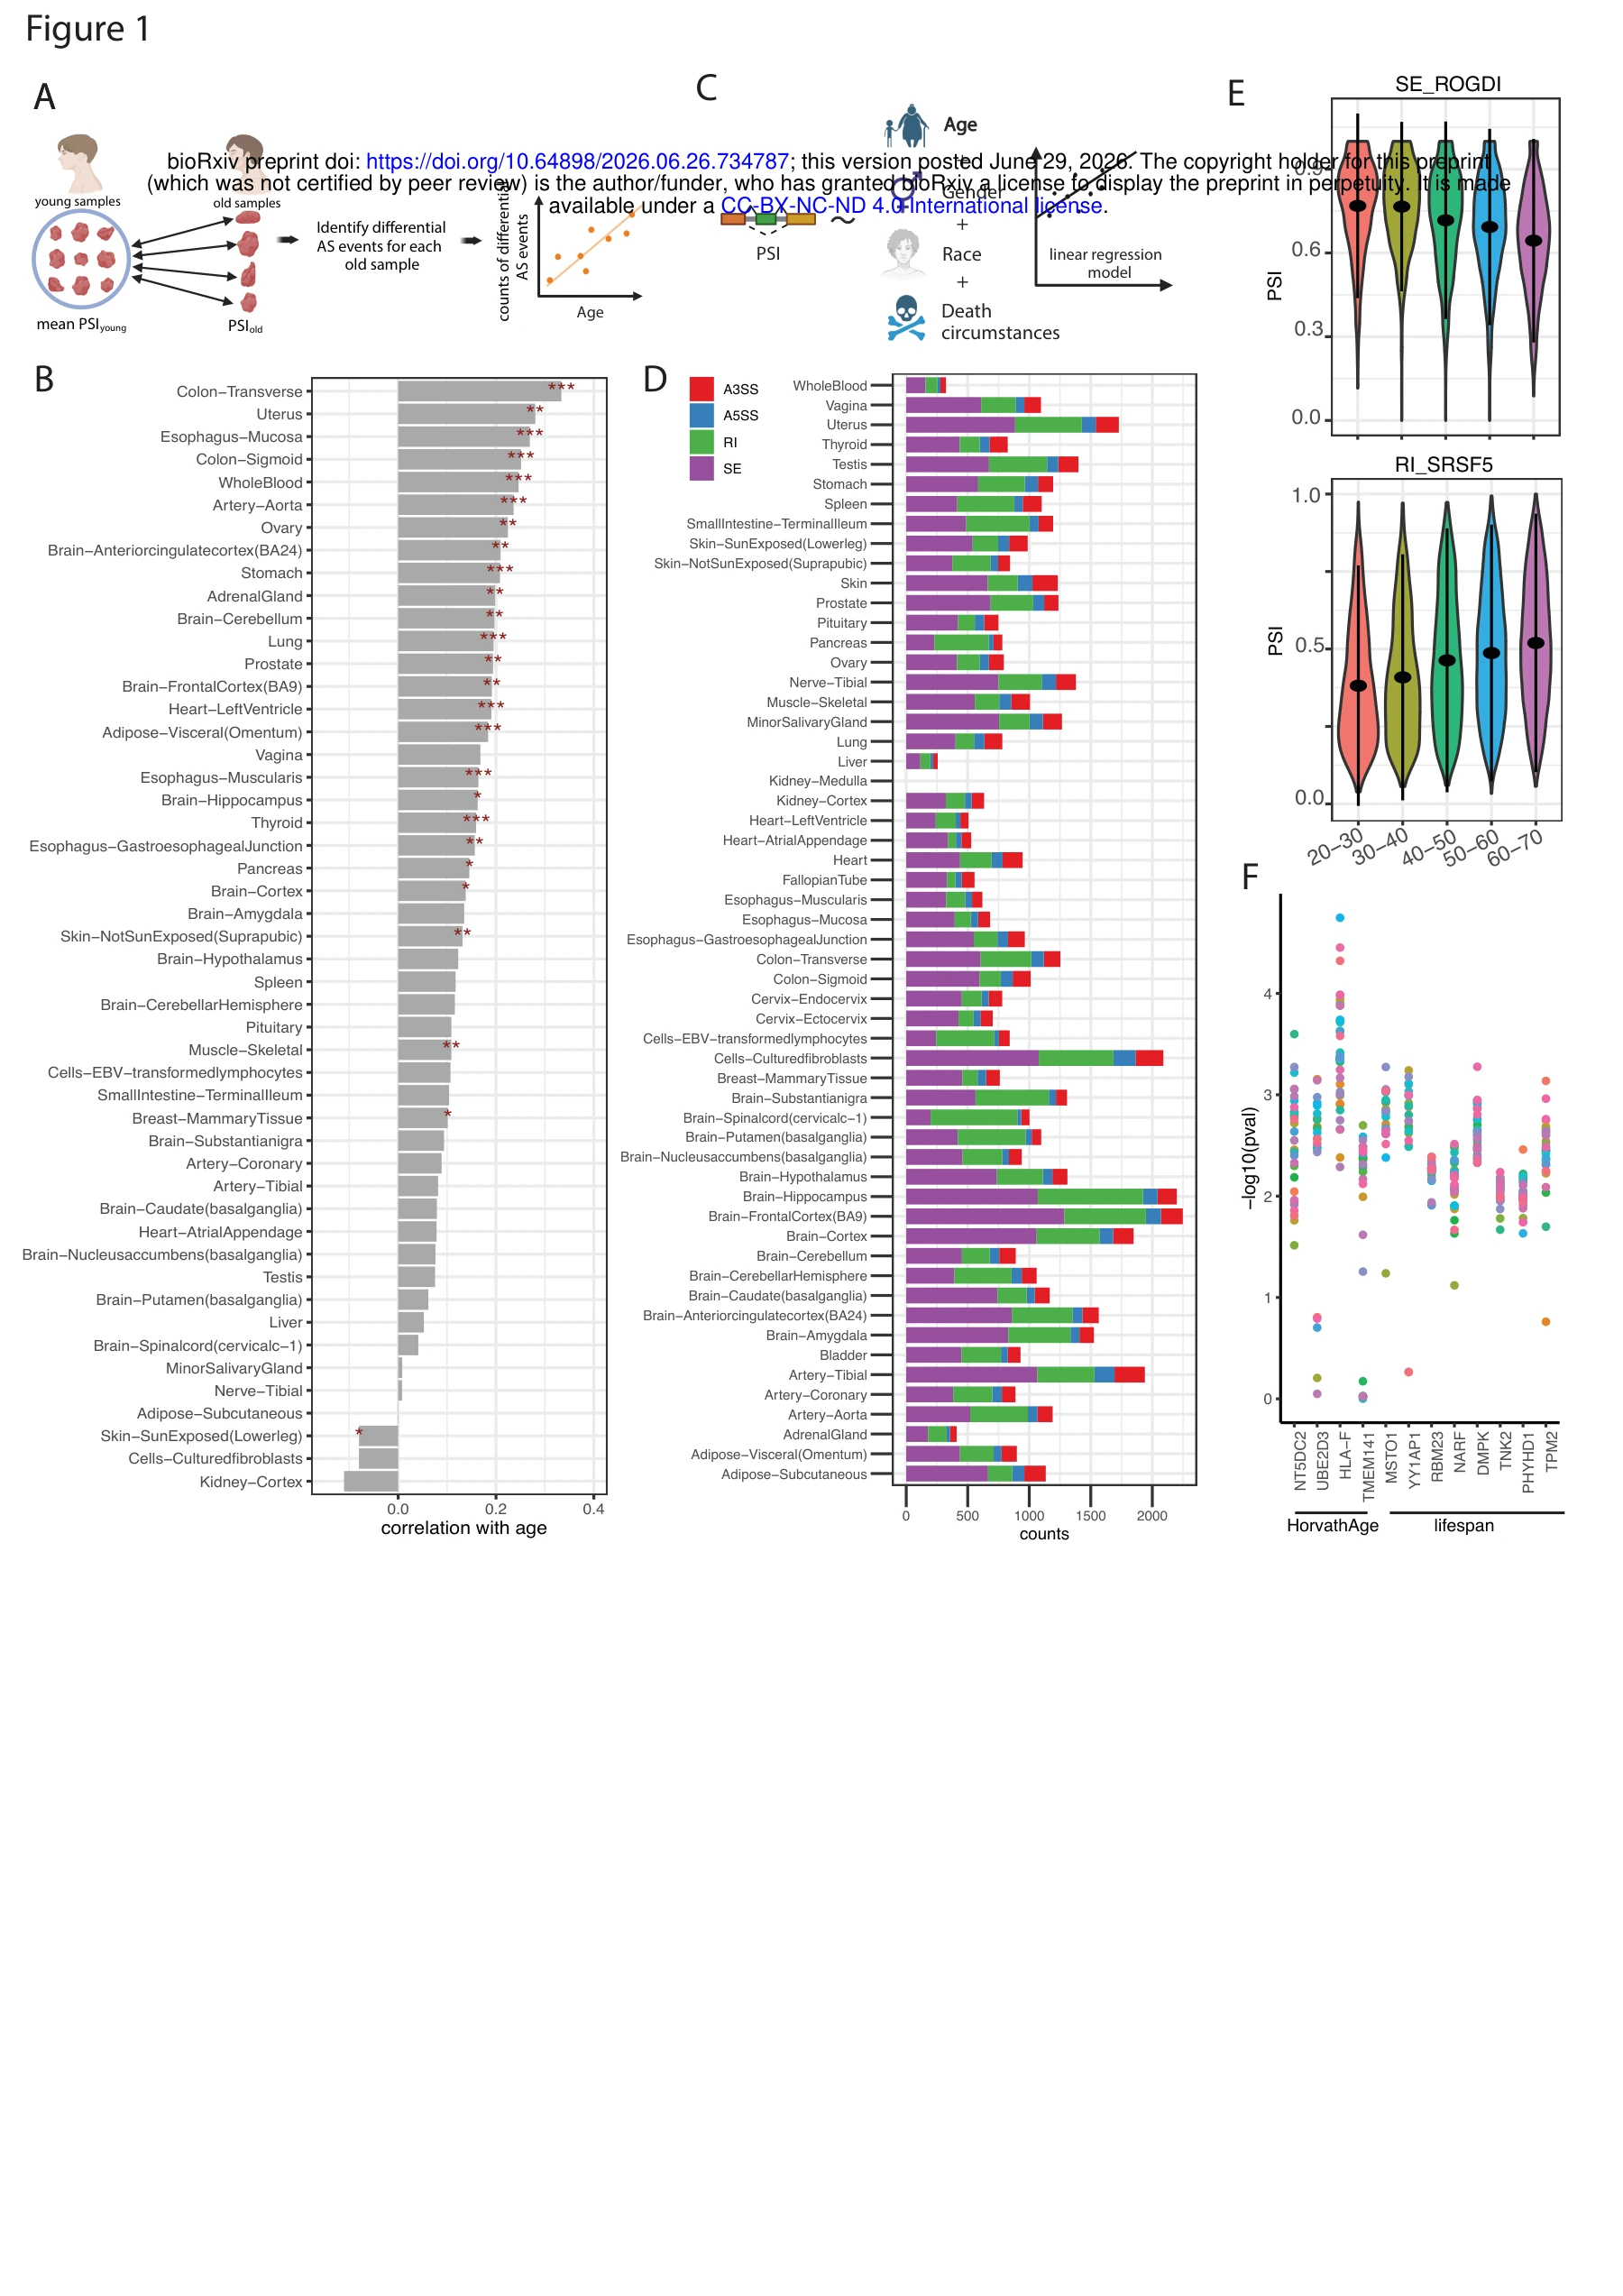 Figure 1
A
young samples
old samples
mean PSIyoung
PSIold
Identify differential
AS events for each
old sample
counts of differential
AS events
Age
C
PSI
Age
+
Gender
+
Race
+
Death
circumstances
linear regression
model
bioRxiv preprint doi: https://doi.org/10.64898/2026.06.26.734787; this version posted June 29, 2026. The copyright holder for this preprint
(which was not certified by peer review) is the author/funder, who has granted bioRxiv a license to display the preprint in perpetuity. It is made
available under a CC-BY-NC-ND 4.0 International license.
B
Colon−Transverse ***
Uterus **
Esophagus−Mucosa ***
Colon−Sigmoid ***
WholeBlood ***
Artery−Aorta ***
Ovary **
Brain−Anteriorcingulatecortex(BA24) **
Stomach ***
AdrenalGland **
Brain−Cerebellum **
Lung ***
Prostate **
Brain−FrontalCortex(BA9) **
Heart−LeftVentricle ***
Adipose−Visceral(Omentum) ***
Vagina
Esophagus−Muscularis ***
Brain−Hippocampus *
Thyroid ***
Esophagus−GastroesophagealJunction **
Pancreas *
Brain−Cortex *
Brain−Amygdala
Skin−NotSunExposed(Suprapubic) **
Brain−Hypothalamus
Spleen
Brain−CerebellarHemisphere
Pituitary
Muscle−Skeletal **
Cells−EBV−transformedlymphocytes
SmallIntestine−TerminalIleum
Breast−MammaryTissue *
Brain−Substantianigra
Artery−Coronary
Artery−Tibial
Brain−Caudate(basalganglia)
Heart−AtrialAppendage
Brain−Nucleusaccumbens(basalganglia)
Testis
Brain−Putamen(basalganglia)
Liver
Brain−Spinalcord(cervicalc−1)
MinorSalivaryGland
Nerve−Tibial
Adipose−Subcutaneous
Skin−SunExposed(Lowerleg) *
Cells−Culturedfibroblasts
Kidney−Cortex
0.0 0.2 0.4
correlation with age
D
A3SS
A5SS
RI
SE
WholeBlood
Vagina
Uterus
Thyroid
Testis
Stomach
Spleen
SmallIntestine−TerminalIleum
Skin−SunExposed(Lowerleg)
Skin−NotSunExposed(Suprapubic)
Skin
Prostate
Pituitary
Pancreas
Ovary
Nerve−Tibial
Muscle−Skeletal
MinorSalivaryGland
Lung
Liver
Kidney−Medulla
Kidney−Cortex
Heart−LeftVentricle
Heart−AtrialAppendage
Heart
FallopianTube
Esophagus−Muscularis
Esophagus−Mucosa
Esophagus−GastroesophagealJunction
Colon−Transverse
Colon−Sigmoid
Cervix−Endocervix
Cervix−Ectocervix
Cells−EBV−transformedlymphocytes
Cells−Culturedfibroblasts
Breast−MammaryTissue
Brain−Substantianigra
Brain−Spinalcord(cervicalc−1)
Brain−Putamen(basalganglia)
Brain−Nucleusaccumbens(basalganglia)
Brain−Hypothalamus
Brain−Hippocampus
Brain−FrontalCortex(BA9)
Brain−Cortex
Brain−Cerebellum
Brain−CerebellarHemisphere
Brain−Caudate(basalganglia)
Brain−Anteriorcingulatecortex(BA24)
Brain−Amygdala
Bladder
Artery−Tibial
Artery−Coronary
Artery−Aorta
AdrenalGland
Adipose−Visceral(Omentum)
Adipose−Subcutaneous
0 500 1000 1500 2000
counts
E
SE_ROGDI
PSI
0.9
0.6
0.3
0.0
RI_SRSF5
PSI
1.0
0.5
0.0
20−30 30−40 40−50 50−60 60−70
F
−log10(pval)
4
3
2
1
0
NT5DC2
UBE2D3
HLA−F
TMEM141
MSTO1
YY1AP1
RBM23
NARF
DMPK
TNK2
PHYHD1
TPM2
HorvathAge
lifespan